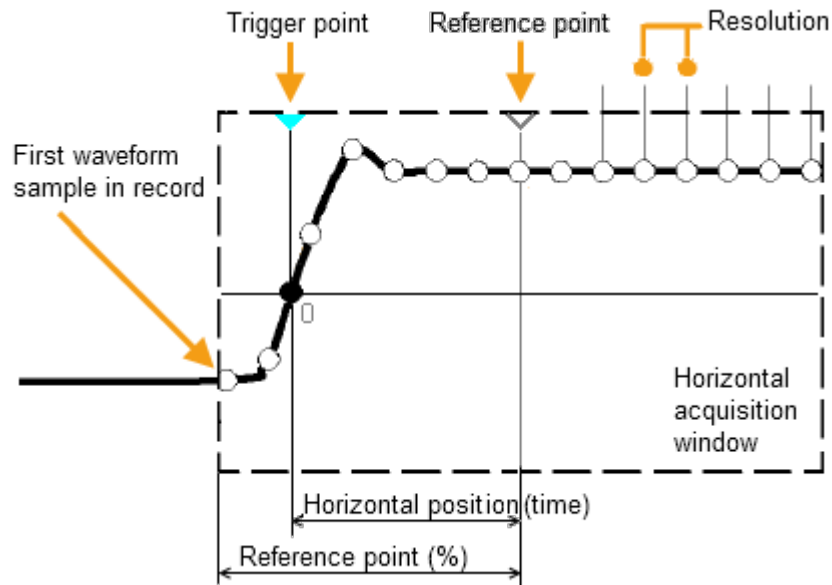 Trigger point
Reference point
Resolution
First waveform
sample in record
0
Horizontal
acquisition
window
Horizontal position (time)
Reference point (%)